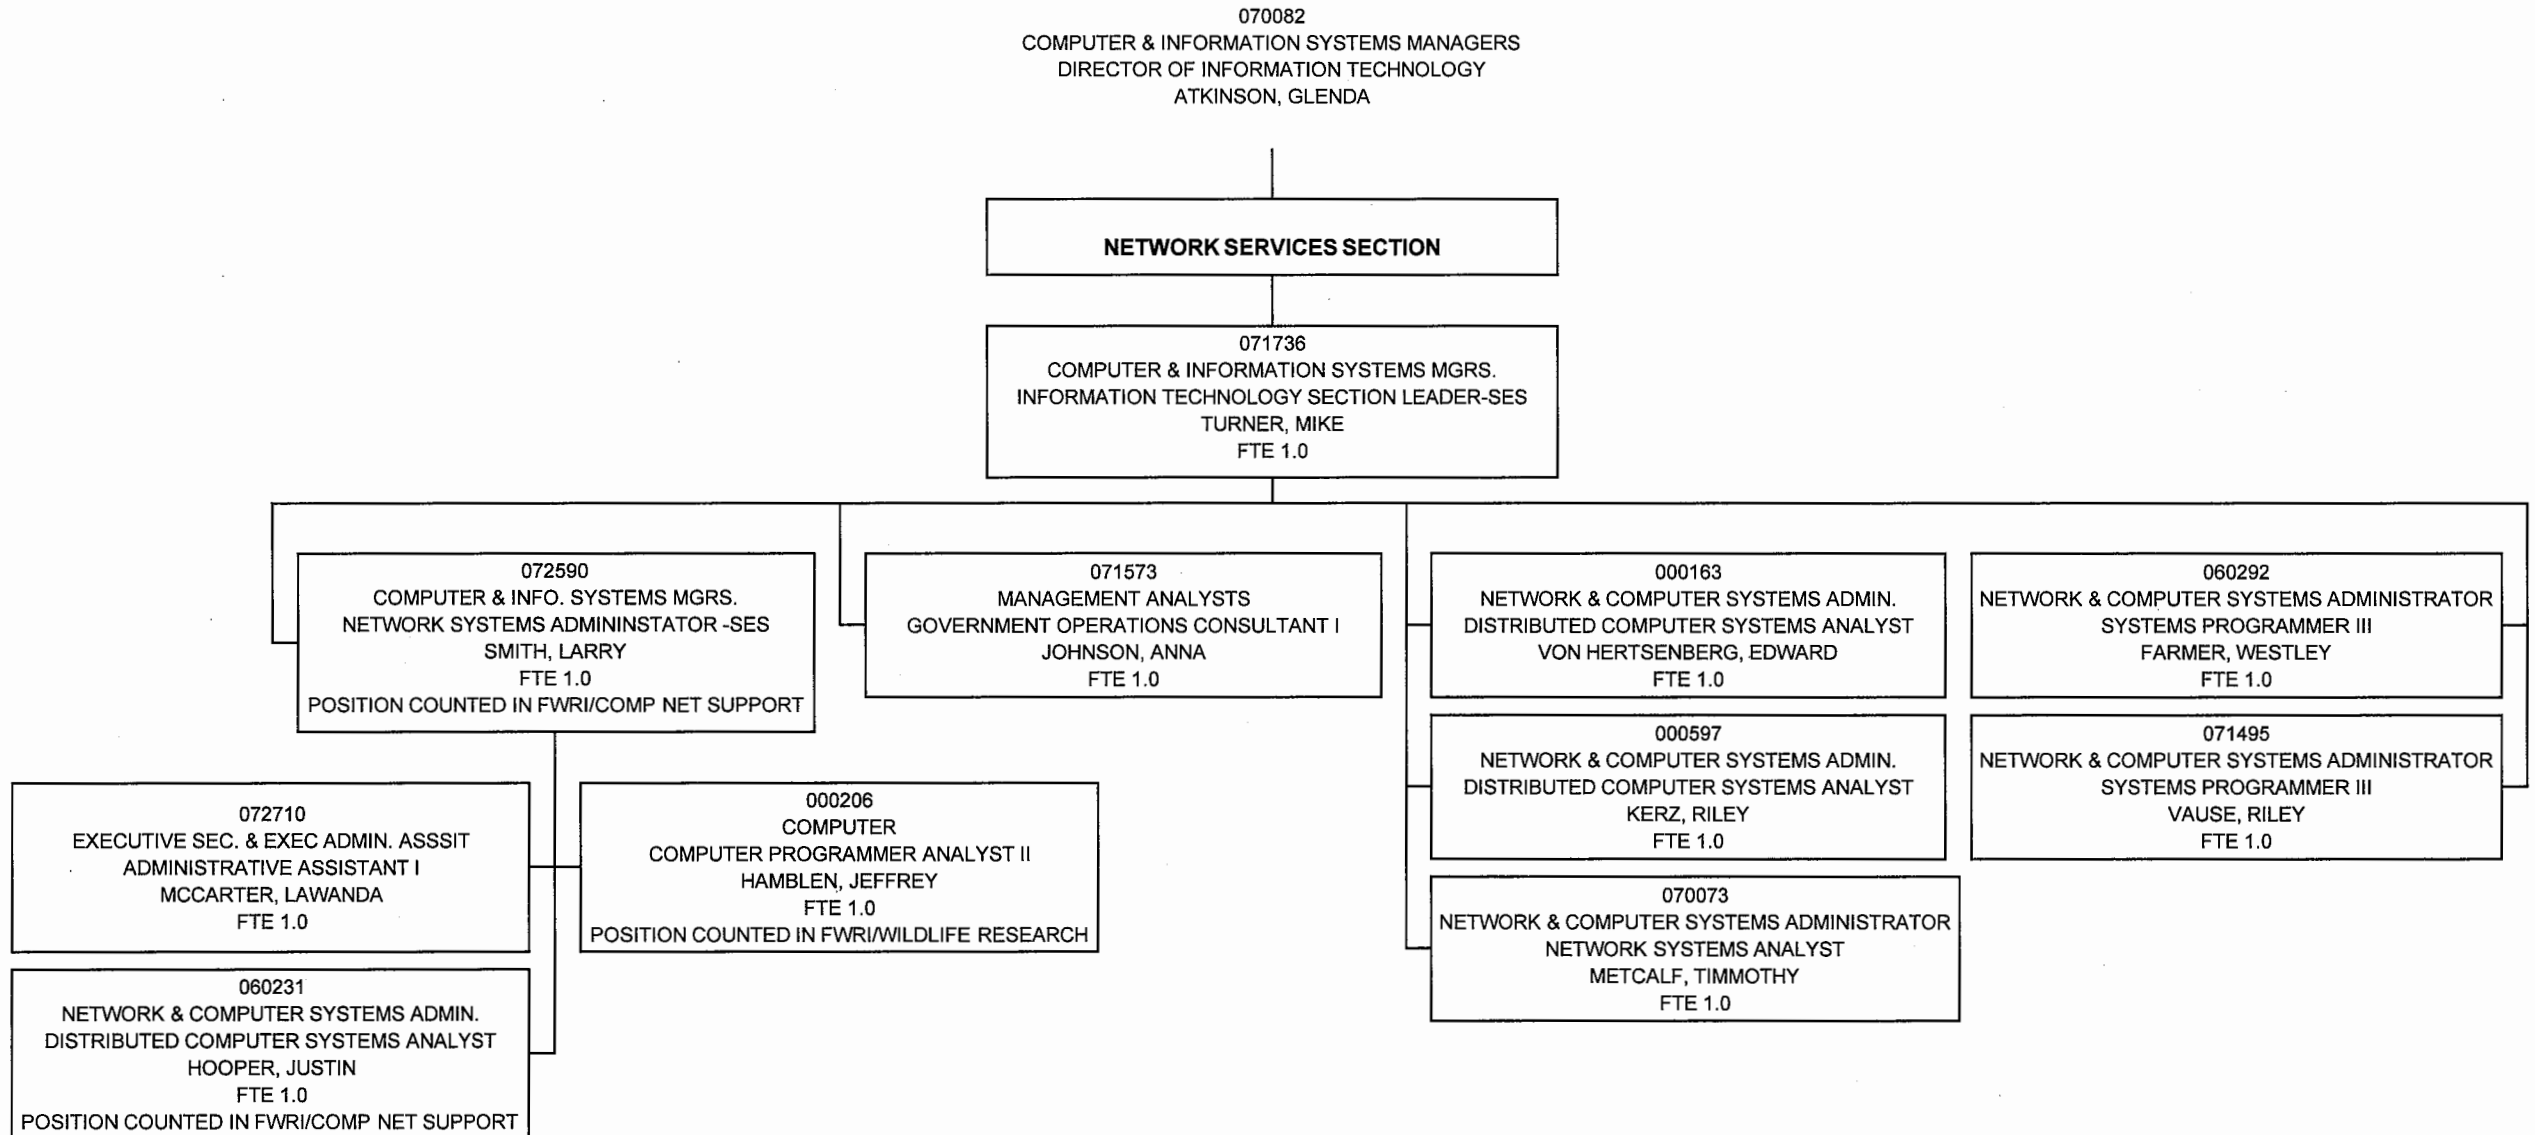 070082
COMPUTER & INFORMATION SYSTEMS MANAGERS
DIRECTOR OF INFORMATION TECHNOLOGY
ATKINSON, GLENDA
NETWORK SERVICES SECTION
071736
COMPUTER & INFORMATION SYSTEMS MGRS.
INFORMATION TECHNOLOGY SECTION LEADER-SES
TURNER, MIKE
FTE 1.0
072590
COMPUTER & INFO. SYSTEMS MGRS.
NETWORK SYSTEMS ADMININSTATOR -SES
SMITH, LARRY
FTE 1.0
POSITION COUNTED IN FWRI/COMP NET SUPPORT
071573
MANAGEMENT ANALYSTS
GOVERNMENT OPERATIONS CONSULTANT I
JOHNSON, ANNA
FTE 1.0
000163
NETWORK & COMPUTER SYSTEMS ADMIN.
DISTRIBUTED COMPUTER SYSTEMS ANALYST
VON HERTSENBERG, EDWARD
FTE 1.0
060292
NETWORK & COMPUTER SYSTEMS ADMINISTRATOR
SYSTEMS PROGRAMMER III
FARMER, WESTLEY
FTE 1.0
000597
NETWORK & COMPUTER SYSTEMS ADMIN.
DISTRIBUTED COMPUTER SYSTEMS ANALYST
KERZ, RILEY
FTE 1.0
071495
NETWORK & COMPUTER SYSTEMS ADMINISTRATOR
SYSTEMS PROGRAMMER III
VAUSE, RILEY
FTE 1.0
072710
EXECUTIVE SEC. & EXEC ADMIN. ASSSIT
ADMINISTRATIVE ASSISTANT I
MCCARTER, LAWANDA
FTE 1.0
000206
COMPUTER
COMPUTER PROGRAMMER ANALYST II
HAMBLEN, JEFFREY
FTE 1.0
POSITION COUNTED IN FWRI/WILDLIFE RESEARCH
070073
NETWORK & COMPUTER SYSTEMS ADMINISTRATOR
NETWORK SYSTEMS ANALYST
METCALF, TIMMOTHY
FTE 1.0
060231
NETWORK & COMPUTER SYSTEMS ADMIN.
DISTRIBUTED COMPUTER SYSTEMS ANALYST
HOOPER, JUSTIN
FTE 1.0
POSITION COUNTED IN FWRI/COMP NET SUPPORT